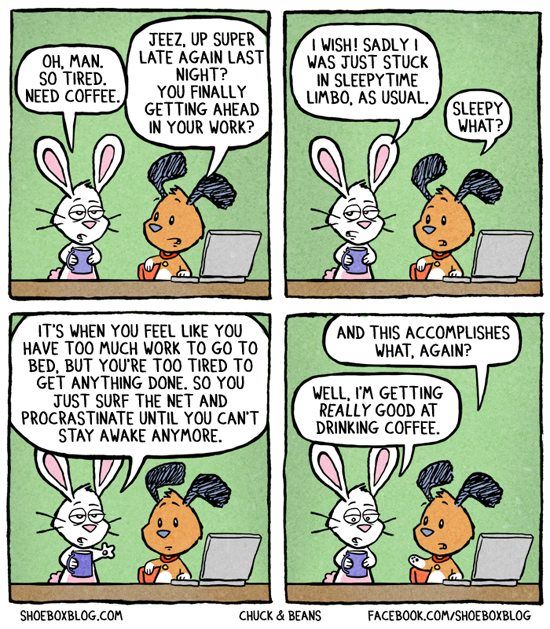 OH, MAN.
SO TIRED.
NEED COFFEE.
JEEZ, UP SUPER
LATE AGAIN LAST
NIGHT?
YOU FINALLY
GETTING AHEAD
IN YOUR WORK?
I WISH! SADLY I
WAS JUST STUCK
IN SLEEPYTIME
LIMBO, AS USUAL.
SLEEPY
WHAT?
IT'S WHEN YOU FEEL LIKE YOU
HAVE TOO MUCH WORK TO GO TO
BED, BUT YOU'RE TOO TIRED TO
GET ANYTHING DONE. SO YOU
JUST SURF THE NET AND
PROCRASTINATE UNTIL YOU CAN'T
STAY AWAKE ANYMORE.
AND THIS ACCOMPLISHES
WHAT, AGAIN?
WELL, I'M GETTING
REALLY GOOD AT
DRINKING COFFEE.
SHOEBOXBLOG.COM
CHUCK & BEANS
FACEBOOK.COM/SHOEBOXBLOG